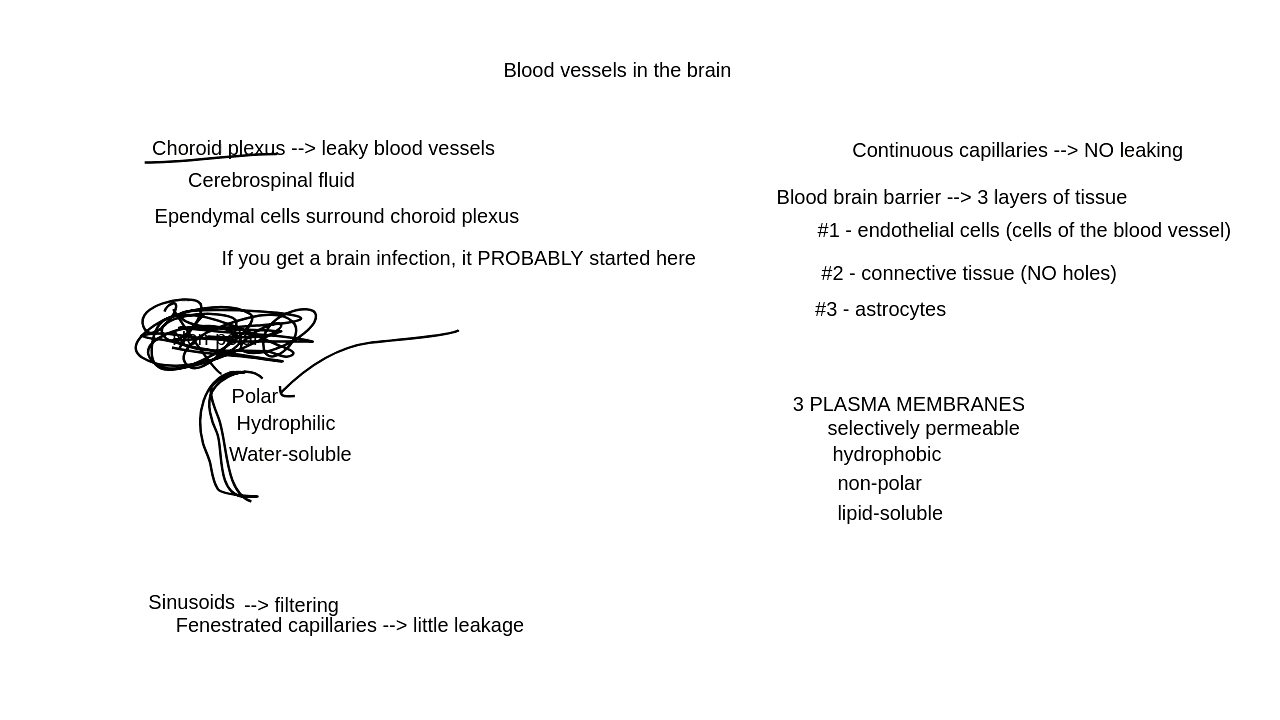 Blood vessels in the brain
Choroid plexus --> leaky blood vessels
Cerebrospinal fluid
Ependymal cells surround choroid plexus
If you get a brain infection, it PROBABLY started here
Non-polar
Polar
Hydrophilic
Water-soluble
Sinusoids --> filtering
Fenestrated capillaries --> little leakage
Continuous capillaries --> NO leaking
Blood brain barrier --> 3 layers of tissue
#1 - endothelial cells (cells of the blood vessel)
#2 - connective tissue (NO holes)
#3 - astrocytes
3 PLASMA MEMBRANES
selectively permeable
hydrophobic
non-polar
lipid-soluble